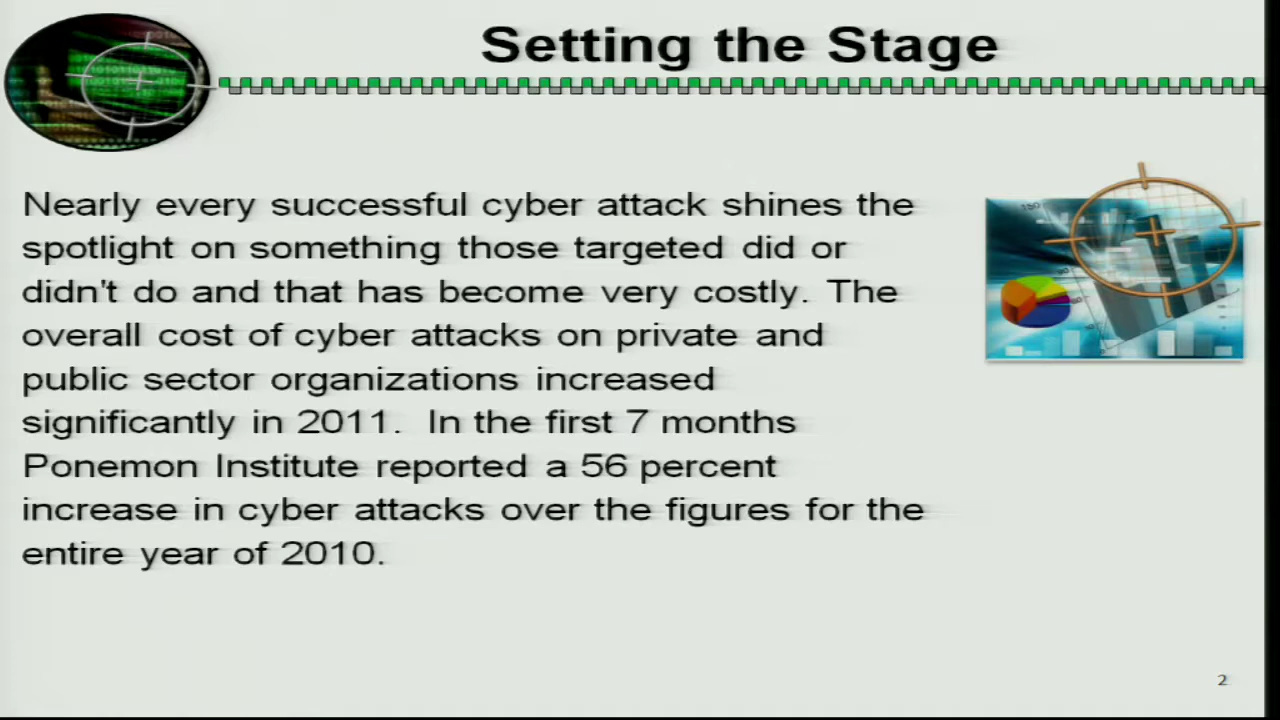 Setting the Stage
Nearly every successful cyber attack shines the
spotlight on something those targeted did or
didn't do and that has become very costly. The
overall cost of cyber attacks on private and
public sector organizations increased
significantly in 2011. In the first 7 months
Ponemon Institute reported a 56 percent
increase in cyber attacks over the figures for the
entire year of 2010.
2